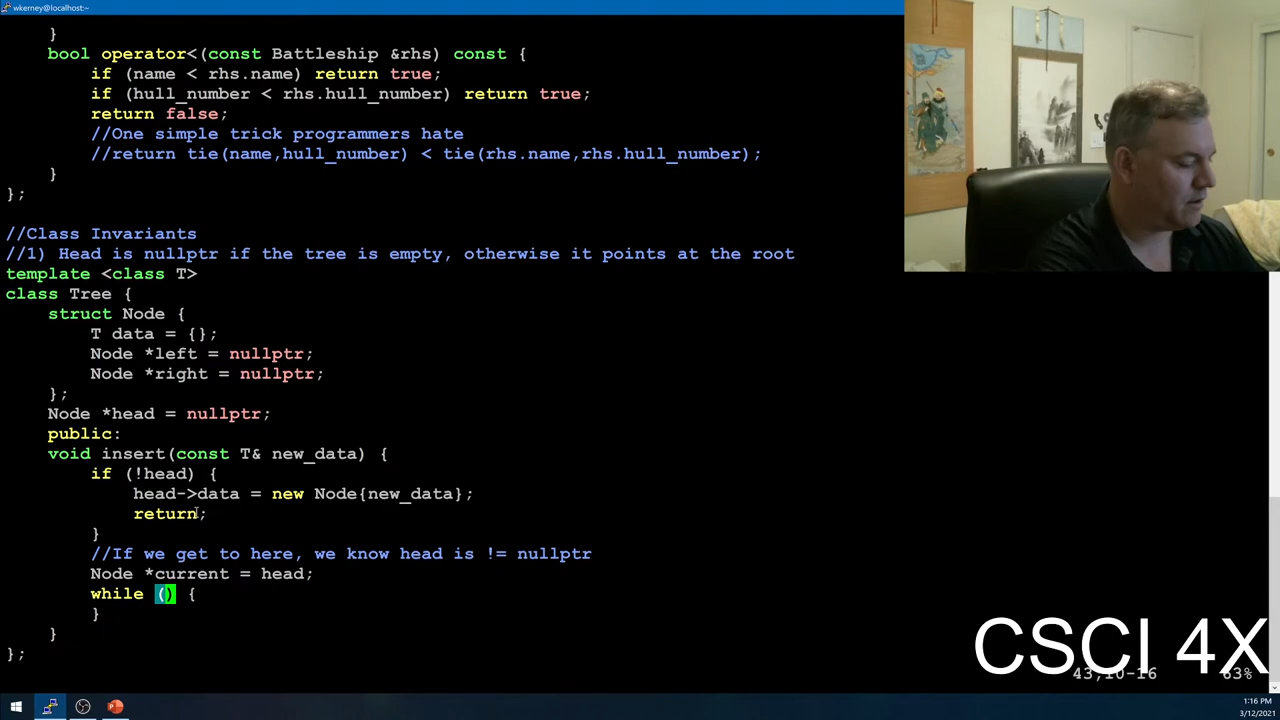 wkerney@localhost:~
}
bool operator<(const Battleship &rhs) const {
if (name < rhs.name) return true;
if (hull_number < rhs.hull_number) return true;
return false;
//One simple trick programmers hate
//return tie(name,hull_number) < tie(rhs.name,rhs.hull_number);
}
};
//Class Invariants
//1) Head is nullptr if the tree is empty, otherwise it points at the root
template <class T>
class Tree {
struct Node {
T data = {};
Node *left = nullptr;
Node *right = nullptr;
};
Node *head = nullptr;
public:
void insert(const T& new_data) {
if (!head) {
head->data = new Node{new_data};
return;
}
//If we get to here, we know head is != nullptr
Node *current = head;
while () {
}
}
};
CSCI 4X
43,10-16 63%
1:16 PM
3/12/2021